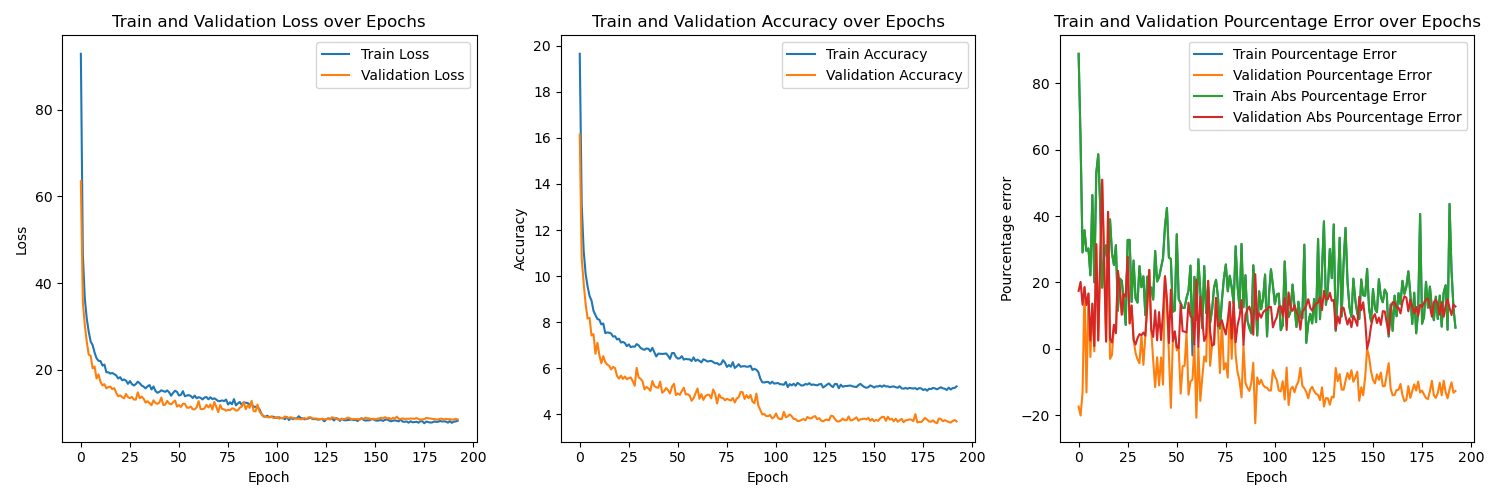 Train and Validation Loss over Epochs
Train Loss
Validation Loss
Loss
80
60
40
20
0
25
50
75
100
125
150
175
200
Epoch
Train and Validation Accuracy over Epochs
Train Accuracy
Validation Accuracy
Accuracy
20
18
16
14
12
10
8
6
4
0
25
50
75
100
125
150
175
200
Epoch
Train and Validation Pourcentage Error over Epochs
Train Pourcentage Error
Validation Pourcentage Error
Train Abs Pourcentage Error
Validation Abs Pourcentage Error
Pourcentage error
80
60
40
20
0
−20
0
25
50
75
100
125
150
175
200
Epoch